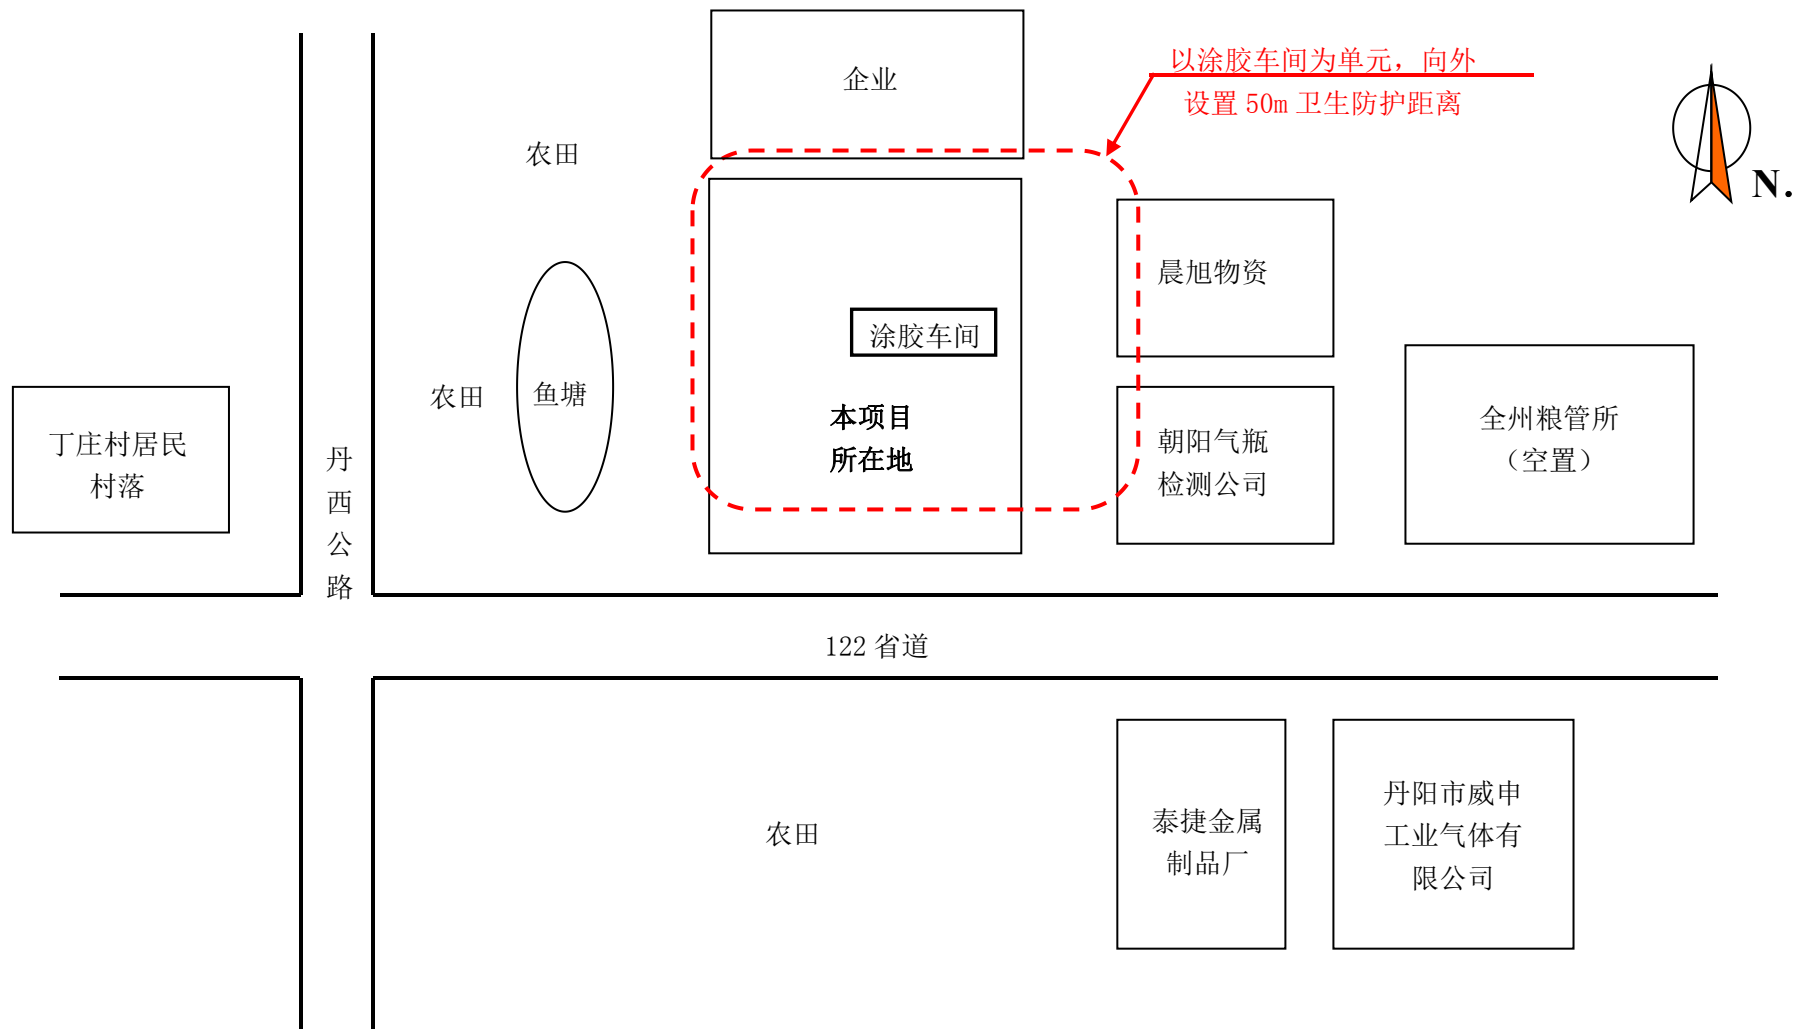 企业
以涂胶车间为单元，向外
设置 50m 卫生防护距离
农田
N.
晨旭物资
涂胶车间
农田
鱼塘
本项目
所在地
丁庄村居民
村落
丹
西
公
路
朝阳气瓶
检测公司
全州粮管所
（空置）
122 省道
农田
泰捷金属
制品厂
丹阳市威申
工业气体有
限公司